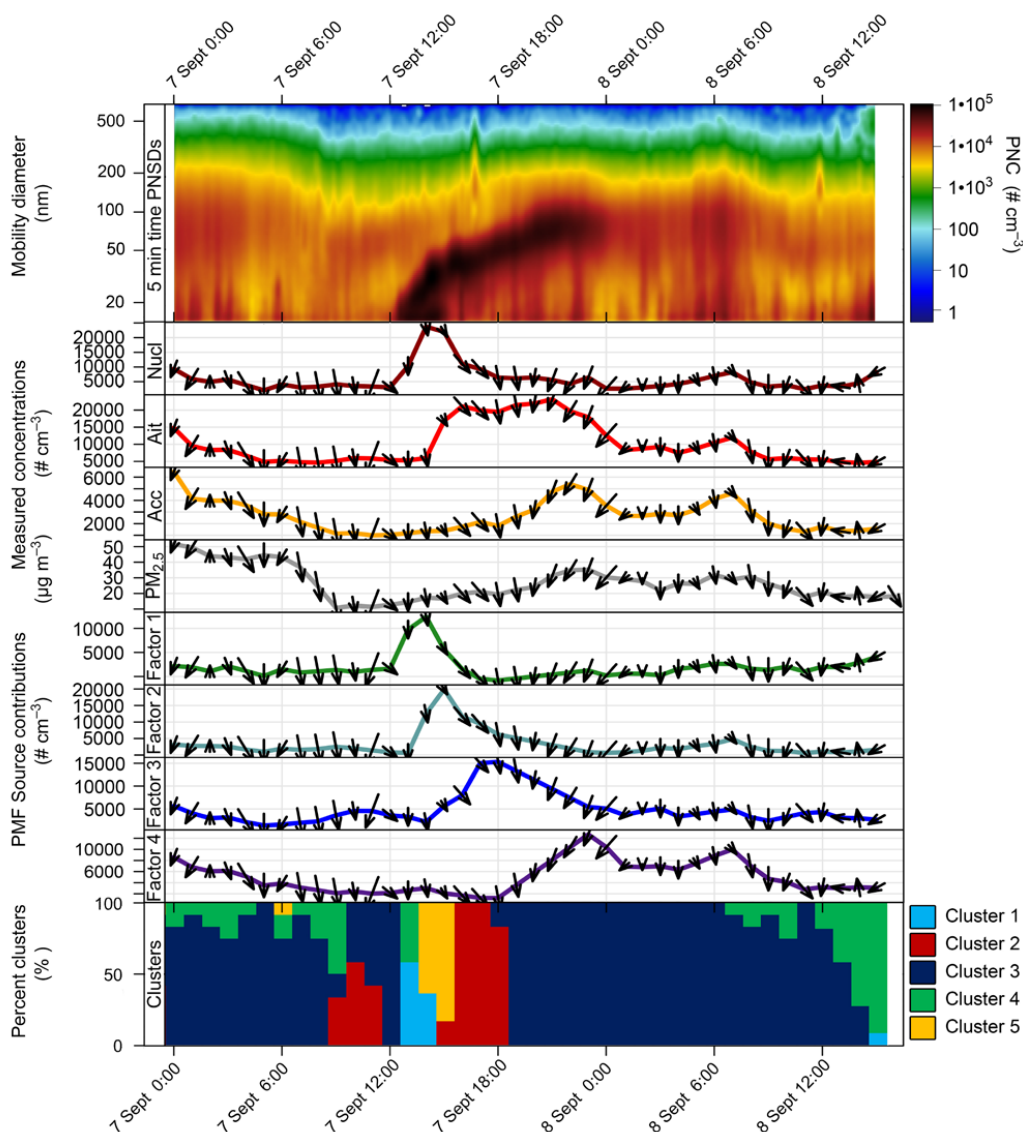 7 Sept 0:00
7 Sept 6:00
7 Sept 12:00
7 Sept 18:00
8 Sept 0:00
8 Sept 6:00
8 Sept 12:00
Mobility diameter
(nm)
500
200
100
50
20
5 min time PNSDs
1•10⁵
1•10⁴
1•10³
100
10
1
PNC (# cm⁻³)
Measured concentrations
(µg m⁻³)
(# cm⁻³)
20000
15000
10000
5000
Nucl
20000
15000
10000
5000
Ait
6000
4000
2000
Acc
50
40
30
20
PM₂.₅
PMF Source contributions
(# cm⁻³)
10000
5000
Factor 1
20000
15000
10000
5000
Factor 2
15000
10000
5000
Factor 3
10000
6000
Factor 4
Percent clusters
(% )
100
50
0
Clusters
Cluster 1
Cluster 2
Cluster 3
Cluster 4
Cluster 5
7 Sept 0:00
7 Sept 6:00
7 Sept 12:00
7 Sept 18:00
8 Sept 0:00
8 Sept 6:00
8 Sept 12:00